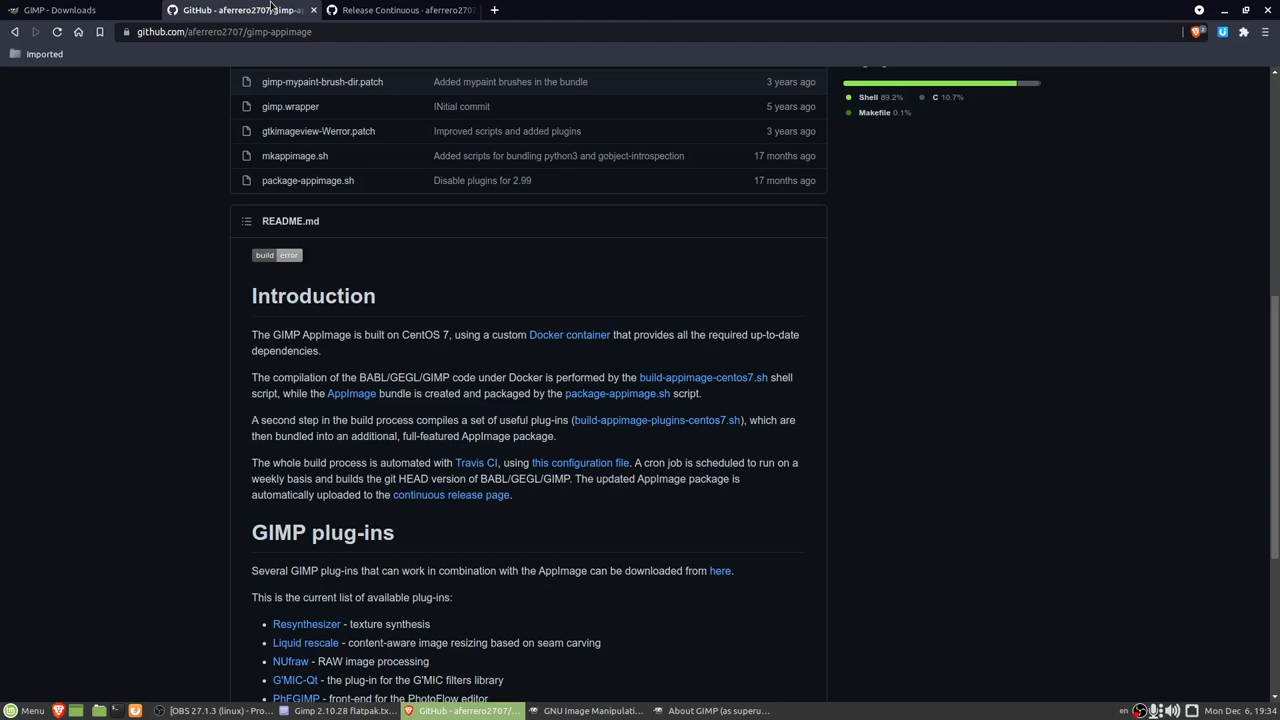 GIMP - Downloads
GitHub - aferrero2707/gimp-a
Release Continuous · aferrero2707
github.com/aferrero2707/gimp-appimage
Imported
gimp-mypaint-brush-dir.patch Added mypaint brushes in the bundle 3 years ago
gimp.wrapper INitial commit 5 years ago
gtkimageview-Werror.patch Improved scripts and added plugins 3 years ago
mkappimage.sh Added scripts for bundling python3 and gobject-introspection 17 months ago
package-appimage.sh Disable plugins for 2.99 17 months ago
Shell 89.2% C 10.7%
Makefile 0.1%
README.md
build error
Introduction
The GIMP AppImage is built on CentOS 7, using a custom Docker container that provides all the required up-to-date
dependencies.
The compilation of the BABL/GEGL/GIMP code under Docker is performed by the build-appimage-centos7.sh shell
script, while the AppImage bundle is created and packaged by the package-appimage.sh script.
A second step in the build process compiles a set of useful plug-ins (build-appimage-plugins-centos7.sh), which are
then bundled into an additional, full-featured AppImage package.
The whole build process is automated with Travis CI, using this configuration file. A cron job is scheduled to run on a
weekly basis and builds the git HEAD version of BABL/GEGL/GIMP. The updated AppImage package is
automatically uploaded to the continuous release page.
GIMP plug-ins
Several GIMP plug-ins that can work in combination with the AppImage can be downloaded from here.
This is the current list of available plug-ins:
Resynthesizer - texture synthesis
Liquid rescale - content-aware image resizing based on seam carving
NUfraw - RAW image processing
G'MIC-Qt - the plug-in for the G'MIC filters library
PhFGIMP - front-end for the PhotoFlow editor
Menu
[OBS 27.1.3 (linux) - Pro...
Gimp 2.10.28 flatpak.tx...
GitHub - aferrero2707/...
GNU Image Manipulati...
About GIMP (as superu...
en
Mon Dec 6, 19:34